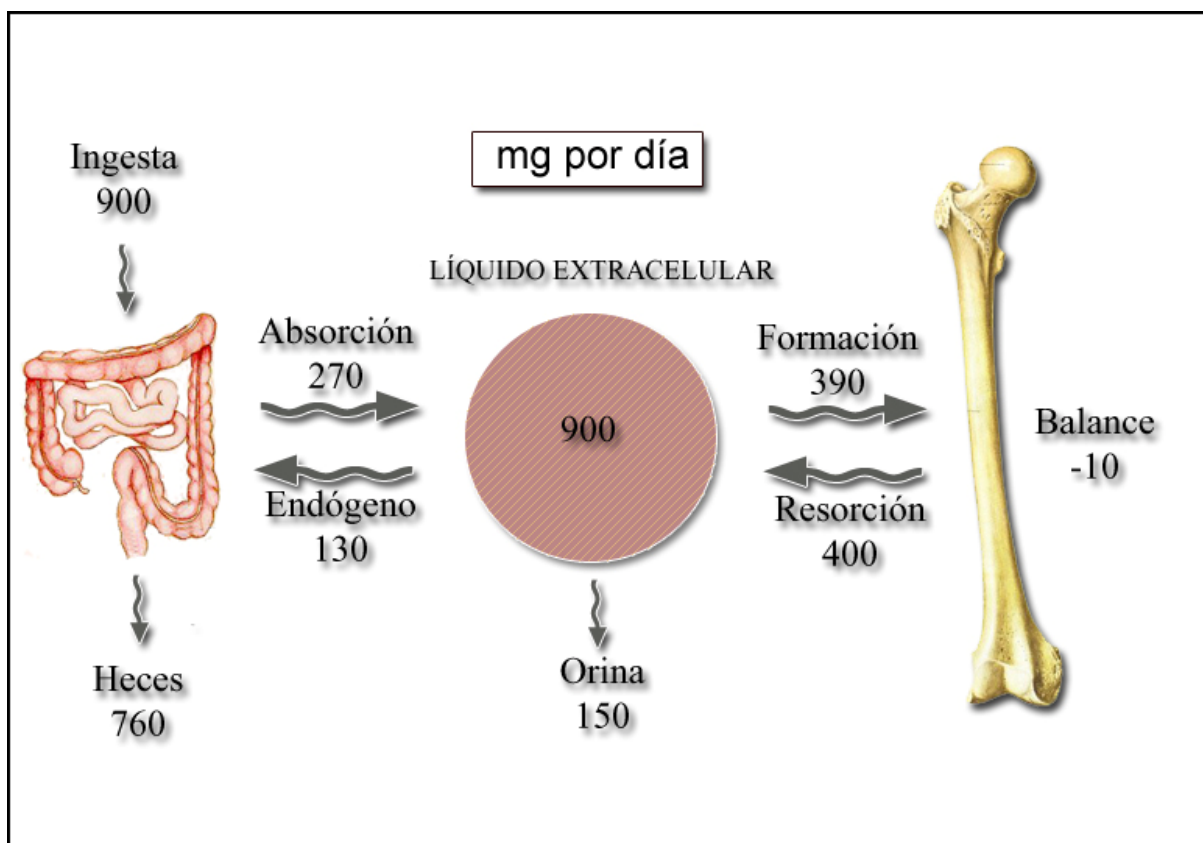 mg por día
Ingesta
900
LÍQUIDO EXTRACELULAR
Absorción
270
Endógeno
130
900
Formación
390
Resorción
400
Balance
-10
Heces
760
Orina
150